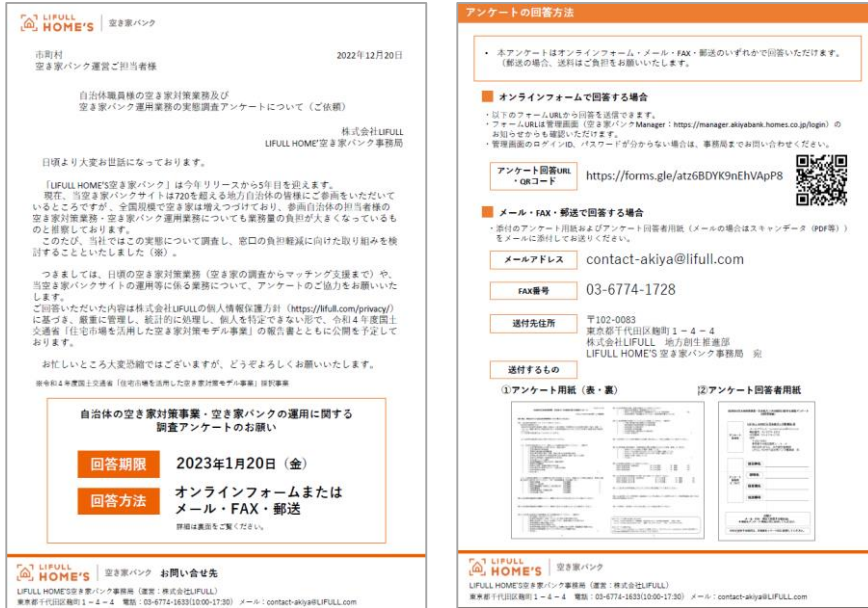 LIFULL
HOME'S
空き家バンク
市町村
2022年12月20日
空き家バンク運営ご担当者様
自治体職員様の空き家対策業務及び
空き家バンク運用業務の実態調査アンケートについて（ご依頼）
株式会社LIFULL
LIFULL HOME'空き家バンク事務局
日頃より大変お世話になっております。
「LIFULL HOME'S空き家バンク」は今年リリースから5年目を迎えます。
現在、当空き家バンクサイトは720を超える地方自治体の皆様にご参画をいただいて
いるところですが、全国規模で空き家は増えつづけており、参画自治体の担当者様の
空き家対策業務・空き家バンク運用業務についても業務量の負担が大きくなっているも
のと推察しております。
このたび、当社ではこの実態について調査し、窓口の負担軽減に向けた取り組みを検
討することといたしました（※）。
つきましては、日頃の空き家対策業務（空き家の調査からマッチング支援まで）や、
当空き家バンクサイトの運用等に係る業務について、アンケートのご協力をお願いいた
します。
ご回答いただいた内容は株式会社LIFULLの個人情報保護方針（https://lifull.com/privacy/）
に基づき、厳重に管理し、統計的に処理し、個人を特定できない形で、令和4年度国土
交通省「住宅市場を活用した空き家対策モデル事業」の報告書とともに公開を予定して
おります。
お忙しいところ大変恐縮ではございますが、どうぞよろしくお願いいたします。
※令和4年度国土交通省「住宅市場を活用した空き家対策モデル事業」採択事業
自治体の空き家対策事業・空き家バンクの運用に関する
調査アンケートのお願い
回答期限 2023年1月20日（金）
回答方法 オンラインフォームまたは
メール・FAX・郵送
詳細は裏面をご覧ください。
LIFULL
HOME'S
空き家バンク お問い合せ先
LIFULL HOME'S空き家バンク事務局（運営：株式会社LIFULL）
東京都千代田区麹町1－4－4 電話：03-6774-1633(10:00-17:30) メール：contact-akiya@LIFULL.com
アンケートの回答方法
・ 本アンケートはオンラインフォーム・メール・FAX・郵送のいずれかで回答いただけます。
（郵送の場合、送料はご負担をお願いいたします。
オンラインフォームで回答する場合
・以下のフォームURLから回答を送信できます。
・フォームURLは管理画面（空き家バンクManager：https://manager.akiyabank.homes.co.jp/login）の
お知らせからも確認いただけます。
・管理画面のログインID、パスワードが分からない場合は、事務局までお問い合わせください。
アンケート回答URL
・QRコード
https://forms.gle/atz6BDYK9nEhVApP8
メール・FAX・郵送で回答する場合
・添付のアンケート用紙およびアンケート回答者用紙（メールの場合はスキャンデータ（PDF等））
をメールに添付してお送りください。
メールアドレス contact-akiya@lifull.com
FAX番号 03-6774-1728
送付先住所 〒102-0083
東京都千代田区麹町1－4－4
株式会社LIFULL 地方創生推進部
LIFULL HOME'S 空き家バンク事務局 宛
送付するもの
①アンケート用紙（表・裏） ②アンケート回答者用紙
LIFULL
HOME'S
空き家バンク
LIFULL HOME'S空き家バンク事務局（運営：株式会社LIFULL）
東京都千代田区麹町1－4－4 電話：03-6774-1633(10:00-17:30) メール：contact-akiya@LIFULL.com